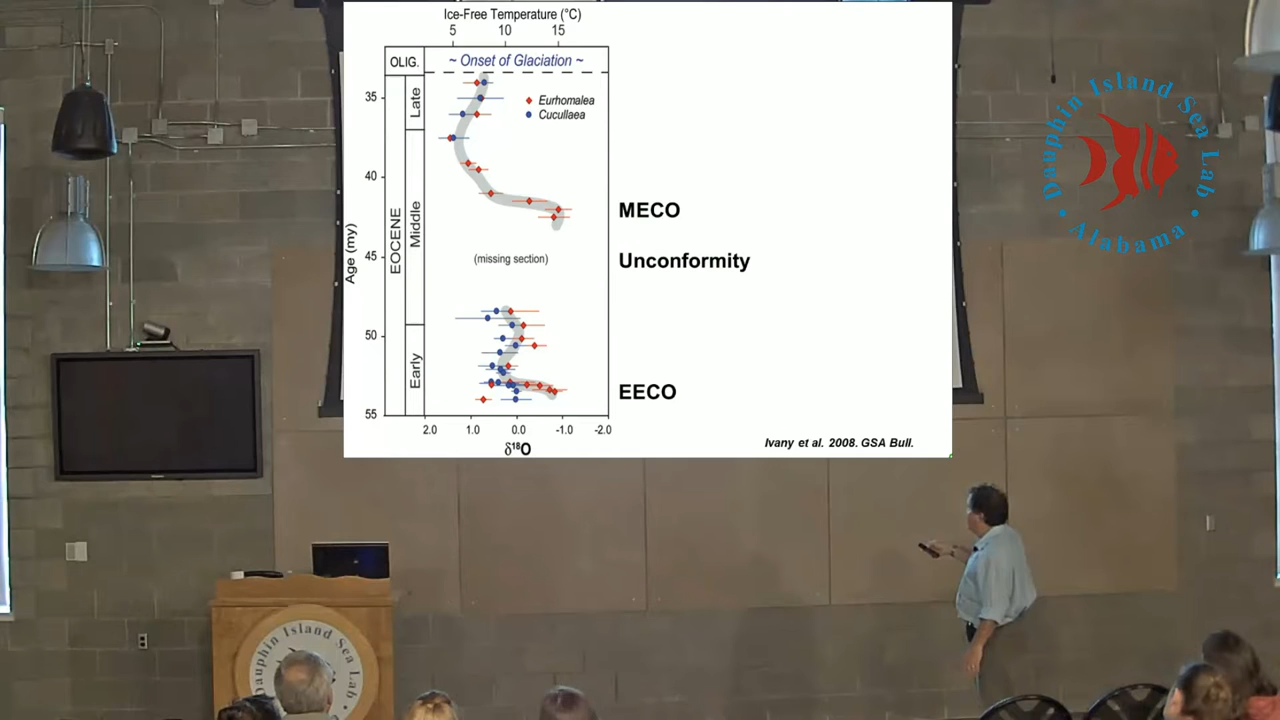 Ice-Free Temperature (°C)
5 10 15
OLIG.
~ Onset of Glaciation ~
Late
Eurhomalea
Cucullaea
35
40
MECO
Middle
EOCENE
Age (my)
45
(missing section)
Unconformity
50
Early
EECO
55
2.0 1.0 0.0 -1.0 -2.0
δ18O
Ivany et al. 2008. GSA Bull.
Dauphin Island Sea Lab
• Alabama •
Dauphin Island Sea Lab